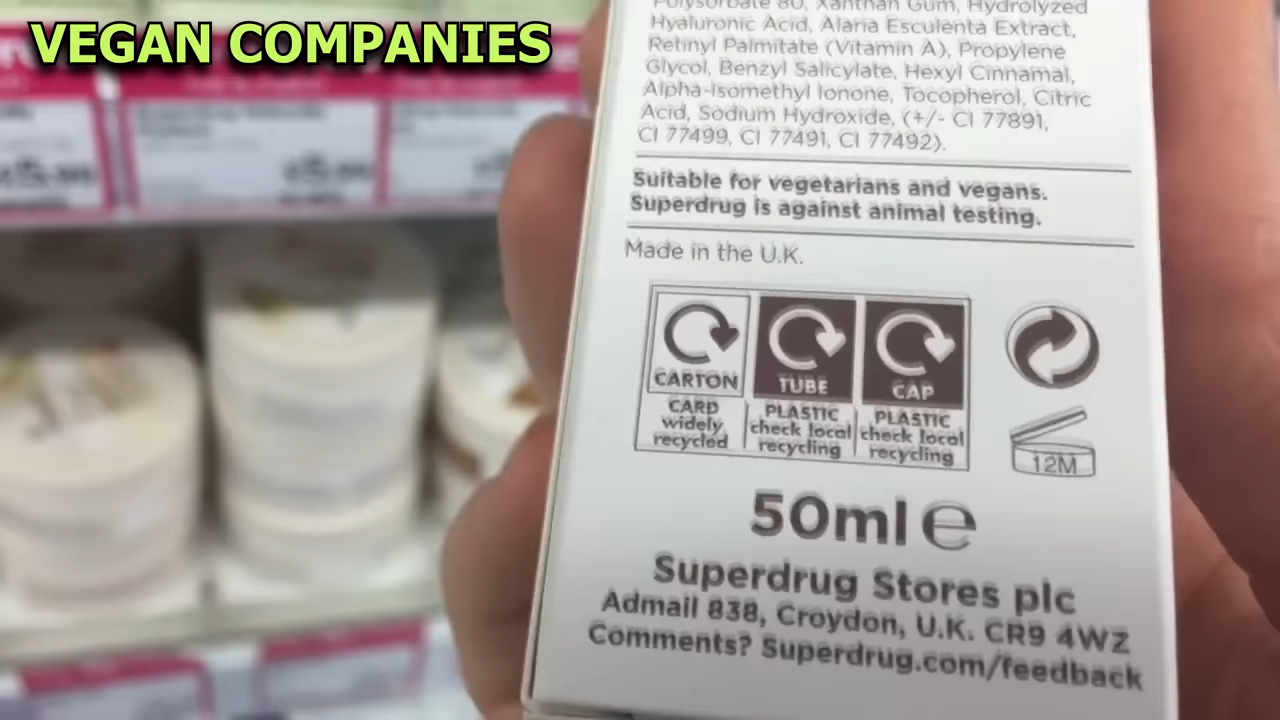 VEGAN COMPANIES
Polysorbate 80, Xanthan Gum, Hydrolyzed
Hyaluronic Acid, Alaria Esculenta Extract,
Retinyl Palmitate (Vitamin A), Propylene
Glycol, Benzyl Salicylate, Hexyl Cinnamal,
Alpha-Isomethyl Ionone, Tocopherol, Citric
Acid, Sodium Hydroxide, (+/- CI 77891,
CI 77499, CI 77491, CI 77492).
Suitable for vegetarians and vegans.
Superdrug is against animal testing.
Made in the U.K.
CARTON TUBE CAP
CARD PLASTIC PLASTIC
widely check local check local
recycled recycling recycling
12M
50ml e
Superdrug Stores plc
Admail 838, Croydon, U.K. CR9 4WZ
Comments? Superdrug.com/feedback